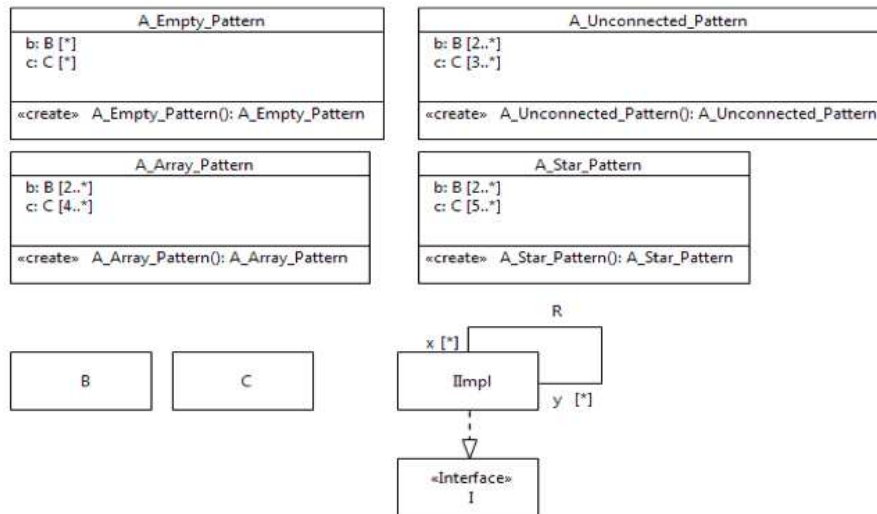 A_Empty_Pattern
b: B [*]
c: C [*]
«create» A_Empty_Pattern(): A_Empty_Pattern
A_Unconnected_Pattern
b: B [2..*]
c: C [3..*]
«create» A_Unconnected_Pattern(): A_Unconnected_Pattern
A_Array_Pattern
b: B [2..*]
c: C [4..*]
«create» A_Array_Pattern(): A_Array_Pattern
A_Star_Pattern
b: B [2..*]
c: C [5..*]
«create» A_Star_Pattern(): A_Star_Pattern
R
x [*]
B
C
IImpl
y [*]
«Interface»
I